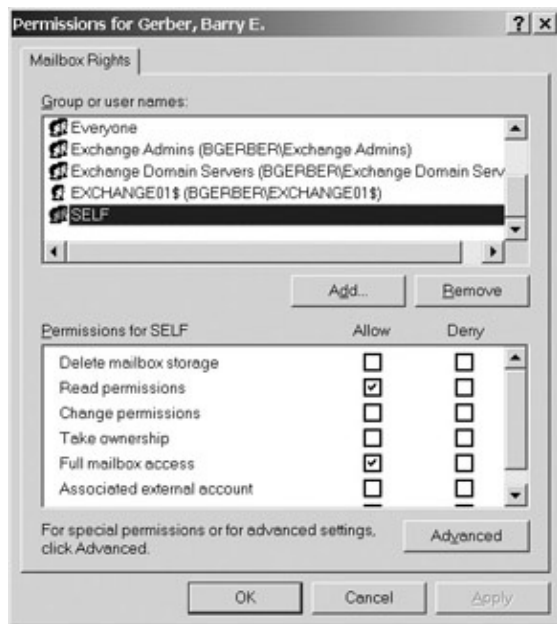 Permissions for Gerber, Barry E.
Mailbox Rights
Group or user names:
Everyone
Exchange Admins (BGERBER\Exchange Admins)
Exchange Domain Servers (BGERBER\Exchange Domain Serv
EXCHANGE01$ (BGERBER\EXCHANGE01$)
SELF
Add... Remove
Permissions for SELF Allow Deny
Delete mailbox storage
Read permissions
Change permissions
Take ownership
Full mailbox access
Associated external account
For special permissions or for advanced settings,
click Advanced.
Advanced
OK Cancel Apply